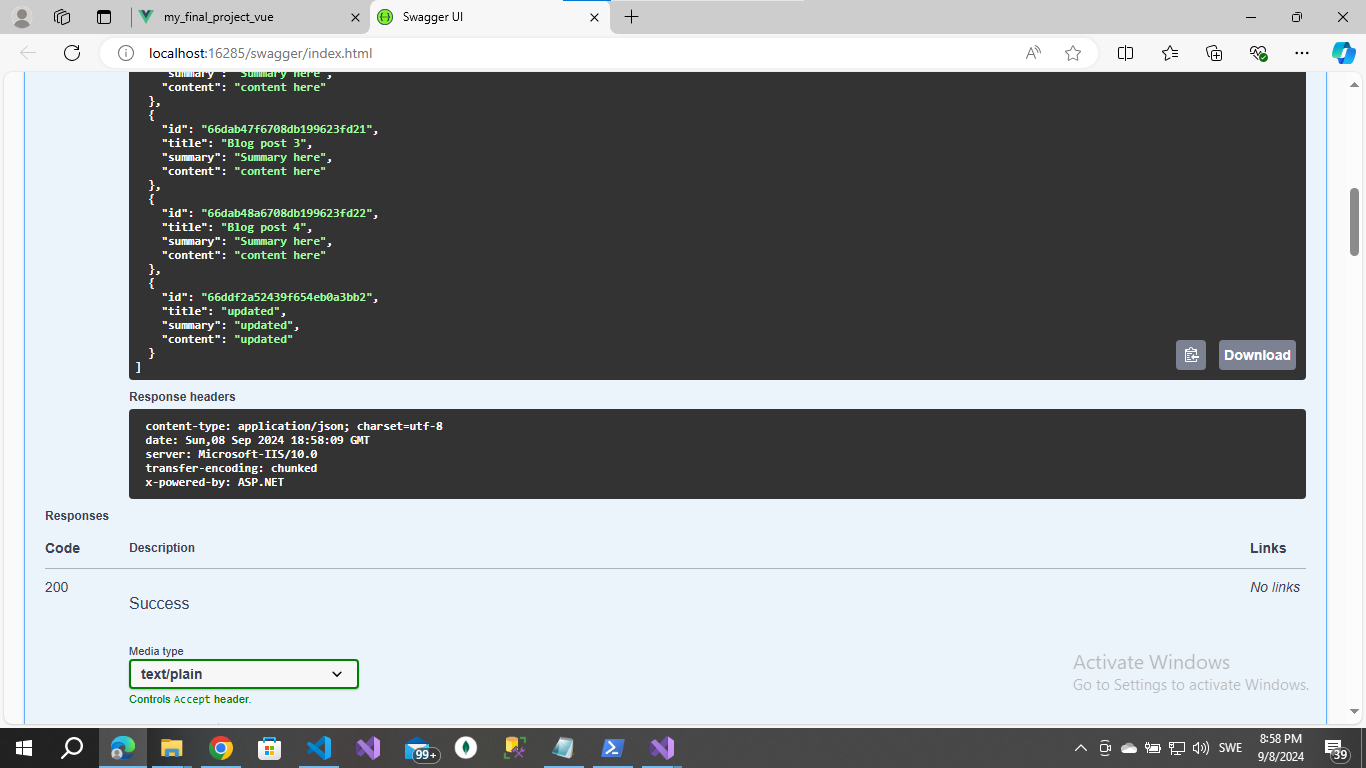 my_final_project_vue
Swagger UI
localhost:16285/swagger/index.html
"summary": "Summary here",
"content": "content here"
},
{
"id": "66dab47f6708db199623fd21",
"title": "Blog post 3",
"summary": "Summary here",
"content": "content here"
},
{
"id": "66dab48a6708db199623fd22",
"title": "Blog post 4",
"summary": "Summary here",
"content": "content here"
},
{
"id": "66ddf2a52439f654eb0a3bb2",
"title": "updated",
"summary": "updated",
"content": "updated"
}
]
Download
Response headers
content-type: application/json; charset=utf-8
date: Sun,08 Sep 2024 18:58:09 GMT
server: Microsoft-IIS/10.0
transfer-encoding: chunked
x-powered-by: ASP.NET
Responses
Code Description Links
200 No links
Success
Media type
text/plain
Controls Accept header.
Activate Windows
Go to Settings to activate Windows.
99+
SWE
8:58 PM
9/8/2024
39